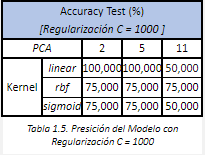 Accuracy Test (%)
[Regularización C = 1000 ]
PCA 2 5 11
Kernel linear 100,000 100,000 50,000
rbf 75,000 75,000 75,000
sigmoid 75,000 75,000 50,000
Tabla 1.5. Presición del Modelo con
Regularización C = 1000